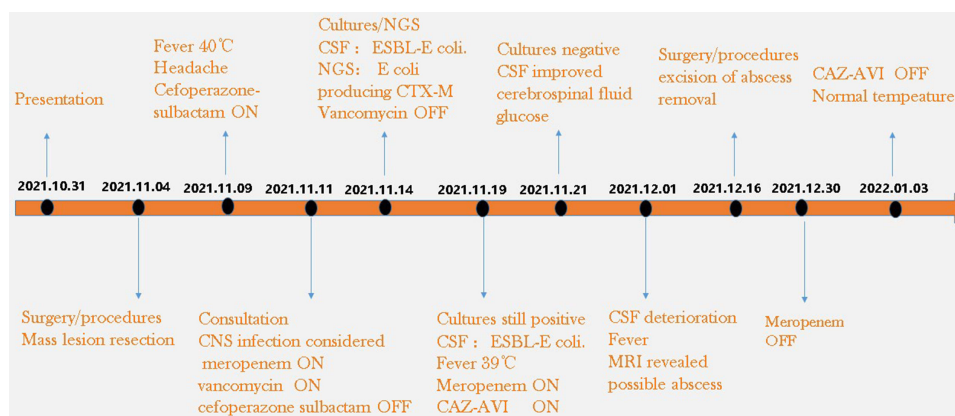 Presentation
Fever 40℃
Headache
Cefoperazone-
sulbactam ON
Cultures/NGS
CSF： ESBL-E coli.
NGS： E coli
producing CTX-M
Vancomycin OFF
Cultures negative
CSF improved
cerebrospinal fluid
glucose
Surgery/procedures
excision of abscess
removal
CAZ-AVI OFF
Normal tempeature
2021.10.31
2021.11.04
2021.11.09
2021.11.11
2021.11.14
2021.11.19
2021.11.21
2021.12.01
2021.12.16
2021.12.30
2022.01.03
Surgery/procedures
Mass lesion resection
Consultation
CNS infection considered
meropenem ON
vancomycin ON
cefoperazone sulbactam OFF
Cultures still positive
CSF： ESBL-E coli.
Fever 39℃
Meropenem ON
CAZ-AVI ON
CSF deterioration
Fever
MRI revealed
possible abscess
Meropenem
OFF